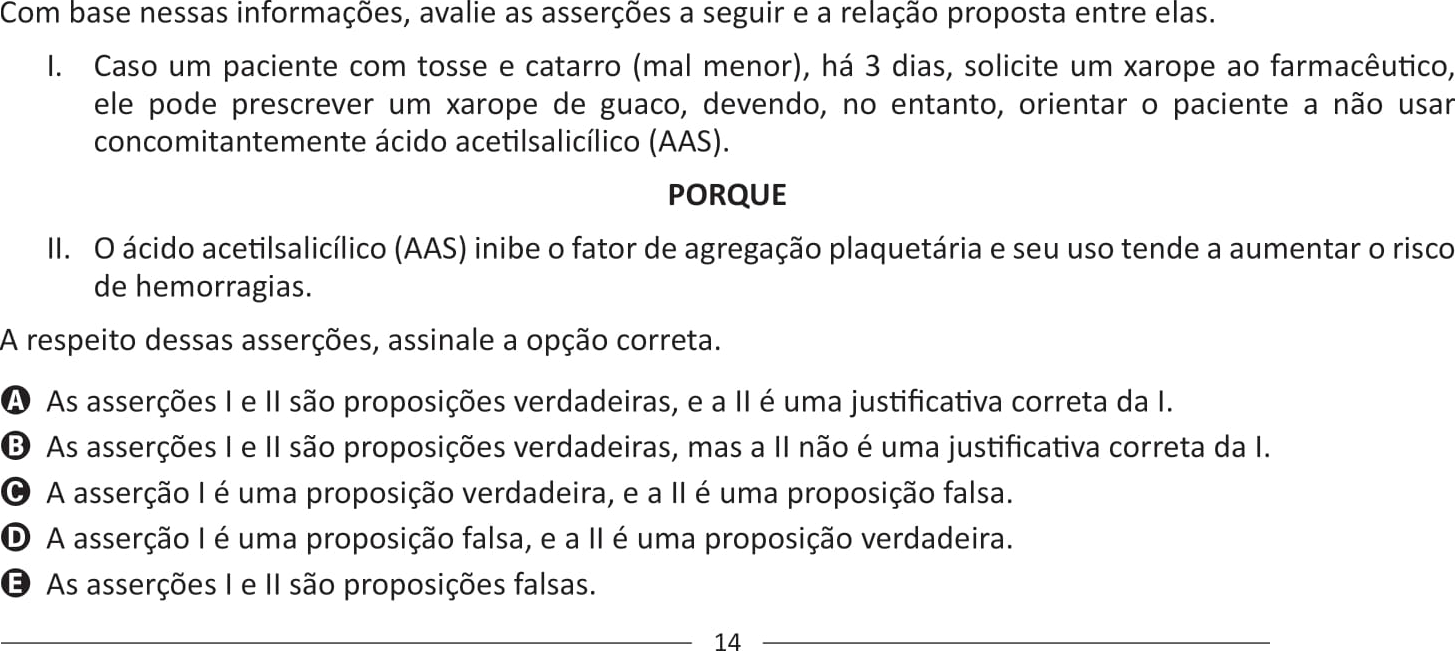 Com base nessas informações, avalie as asserções a seguir e a relação proposta entre elas.
I. Caso um paciente com tosse e catarro (mal menor), há 3 dias, solicite um xarope ao farmacêutico,
ele pode prescrever um xarope de guaco, devendo, no entanto, orientar o paciente a não usar
concomitantemente ácido acetilsalicílico (AAS).
PORQUE
II. O ácido acetilsalicílico (AAS) inibe o fator de agregação plaquetária e seu uso tende a aumentar o risco
de hemorragias.
A respeito dessas asserções, assinale a opção correta.
A As asserções I e II são proposições verdadeiras, e a II é uma justificativa correta da I.
B As asserções I e II são proposições verdadeiras, mas a II não é uma justificativa correta da I.
C A asserção I é uma proposição verdadeira, e a II é uma proposição falsa.
D A asserção I é uma proposição falsa, e a II é uma proposição verdadeira.
E As asserções I e II são proposições falsas.
14